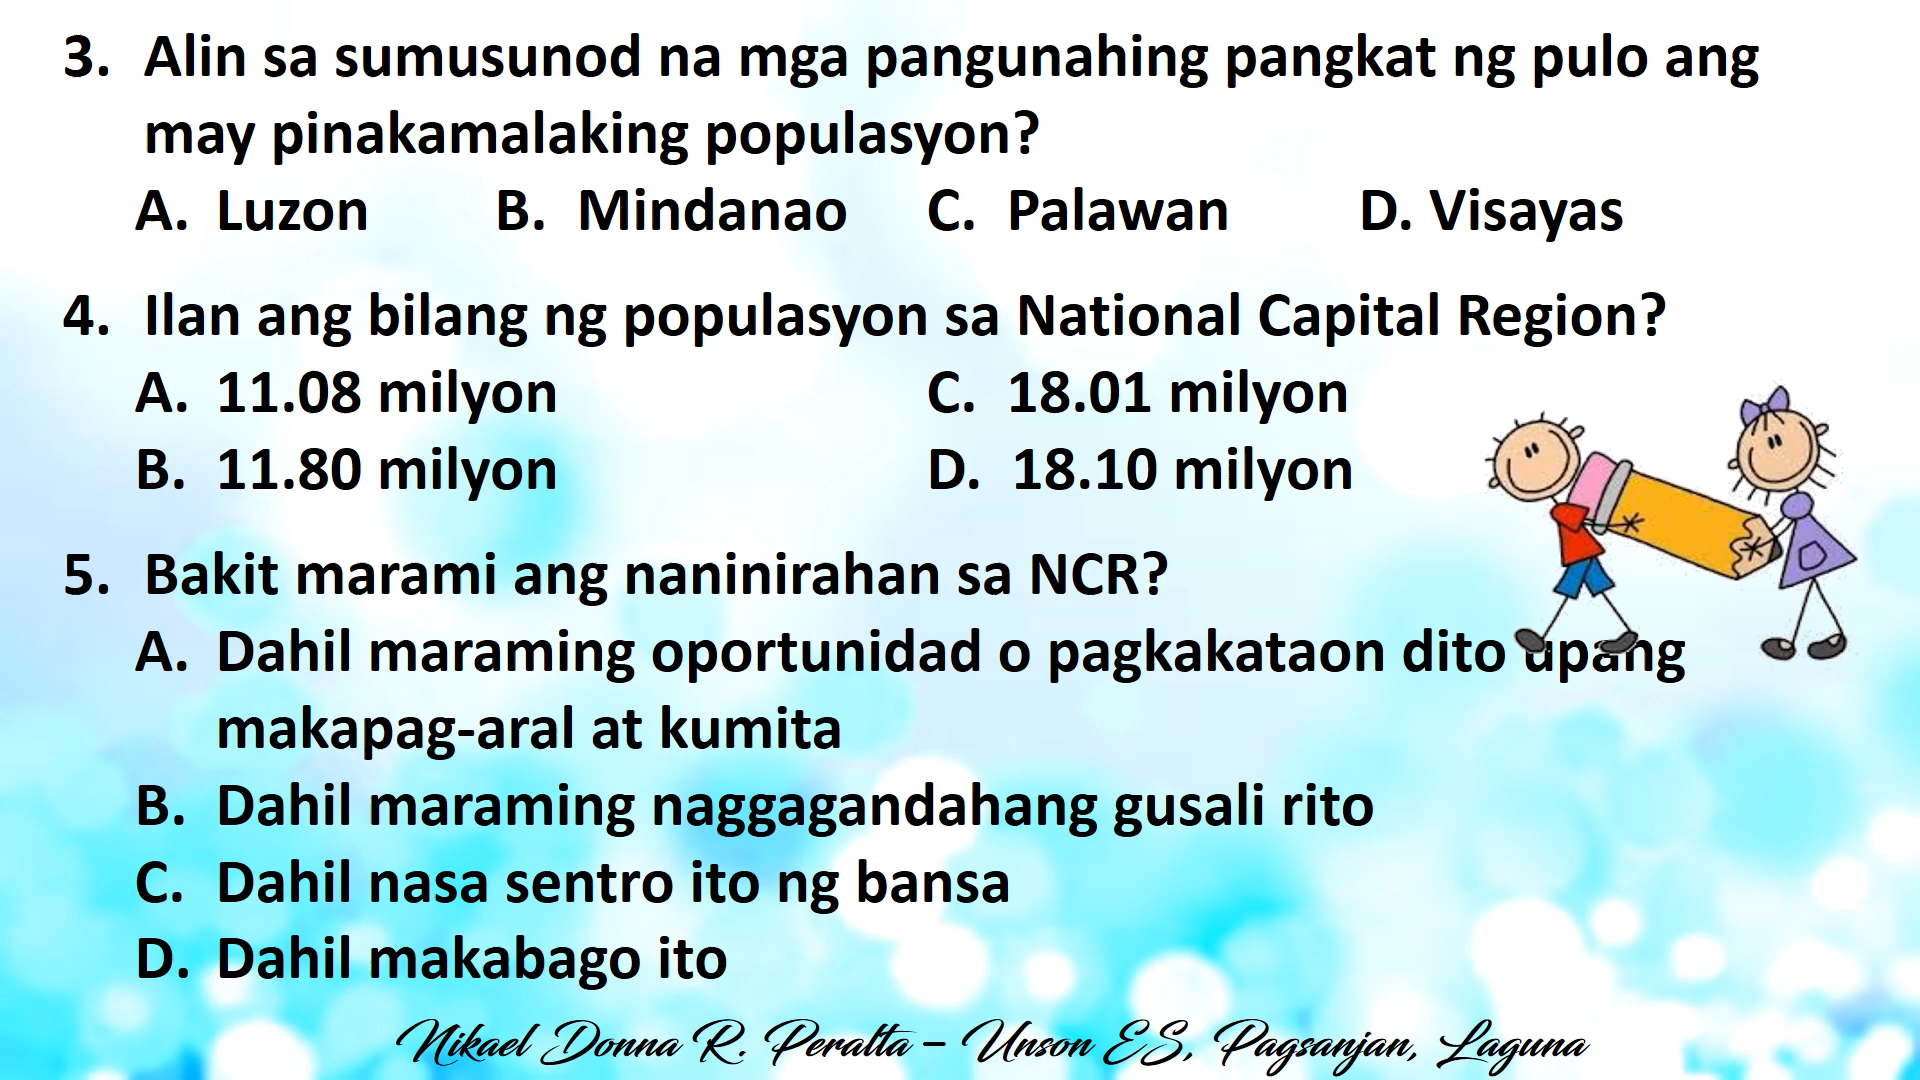 3. Alin sa sumusunod na mga pangunahing pangkat ng pulo ang
may pinakamalaking populasyon?
A. Luzon B. Mindanao C. Palawan D. Visayas
4. Ilan ang bilang ng populasyon sa National Capital Region?
A. 11.08 milyon C. 18.01 milyon
B. 11.80 milyon D. 18.10 milyon
5. Bakit marami ang naninirahan sa NCR?
A. Dahil maraming oportunidad o pagkakataon dito upang
makapag-aral at kumita
B. Dahil maraming naggagandahang gusali rito
C. Dahil nasa sentro ito ng bansa
D. Dahil makabago ito
Nikael Donna R. Peralta – Unson ES, Pagsanjan, Laguna